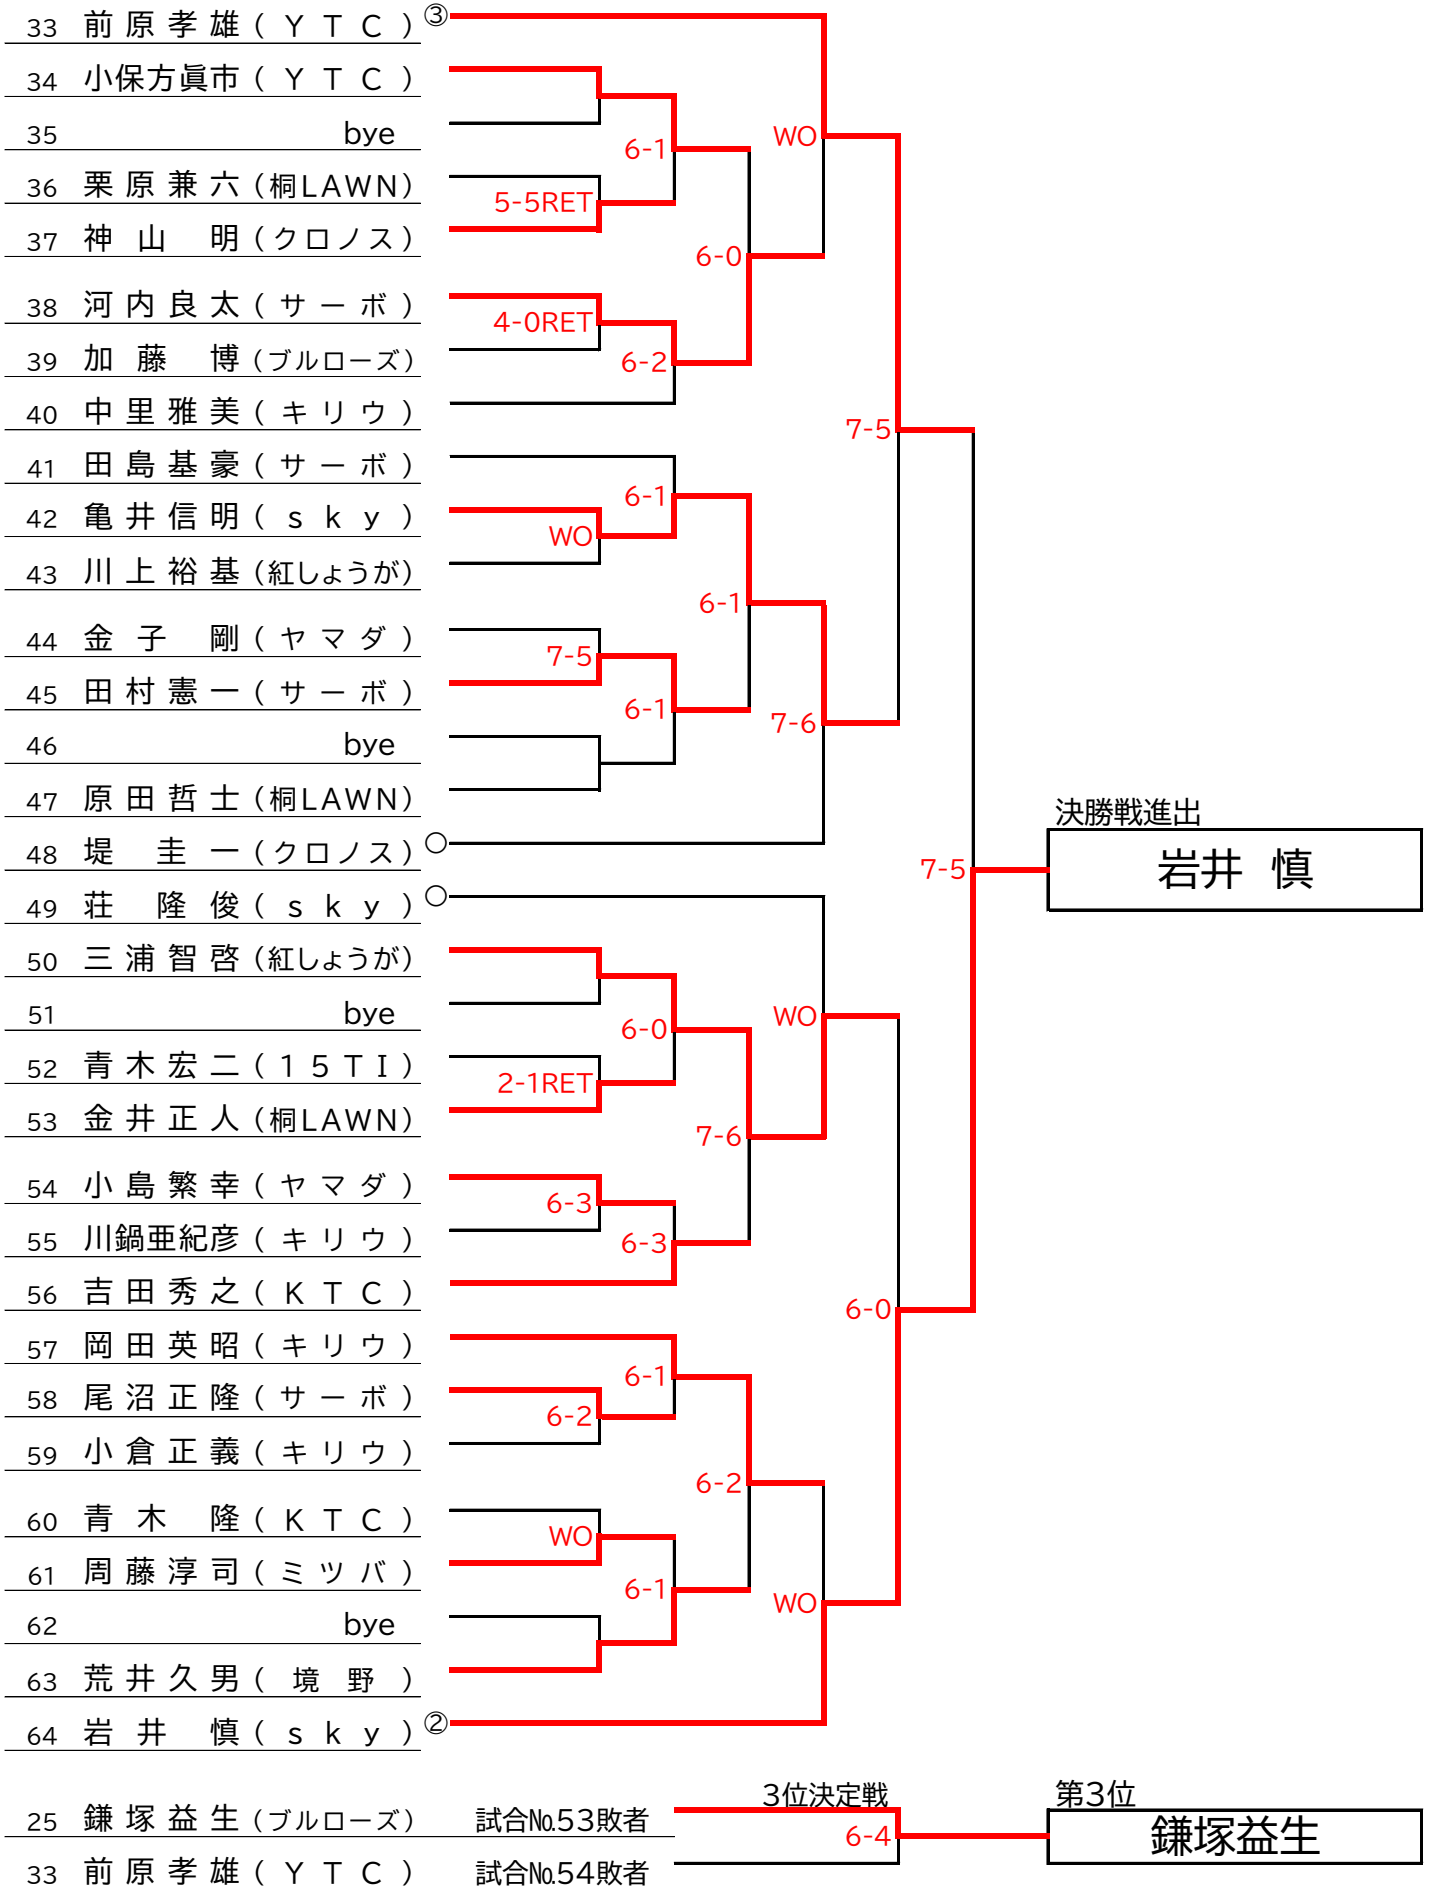 33 前原孝雄(YTC) ③
34 小保方眞市(YTC)
35 bye
6-1 WO
36 栗原兼六(桐LAWN)
5-5RET
37 神山 明(クロノス)
6-0
38 河内良太(サーボ)
4-0RET
39 加藤 博(ブルローズ)
6-2
40 中里雅美(キリウ)
7-5
41 田島基豪(サーボ)
6-1
42 亀井信明(sky)
WO
43 川上裕基(紅しょうが)
6-1
44 金子 剛(ヤマダ)
7-5
45 田村憲一(サーボ)
6-1 7-6
46 bye
47 原田哲士(桐LAWN)
決勝戦進出
48 堤 圭一(クロノス) ○
7-5 岩井 慎
49 荘 隆俊(sky) ○
50 三浦智啓(紅しょうが)
51 bye
6-0 WO
52 青木宏二(15TI)
2-1RET
53 金井正人(桐LAWN)
7-6
54 小島繁幸(ヤマダ)
6-3
55 川鍋亜紀彦(キリウ)
6-3
56 吉田秀之(KTC)
6-0
57 岡田英昭(キリウ)
6-1
58 尾沼正隆(サーボ)
6-2
59 小倉正義(キリウ)
6-2
60 青木 隆(KTC)
WO
61 周藤淳司(ミツバ)
6-1 WO
62 bye
63 荒井久男(境野)
64 岩井 慎(sky) ②
3位決定戦 第3位
25 鎌塚益生(ブルローズ) 試合№53敗者
6-4 鎌塚益生
33 前原孝雄(YTC) 試合№54敗者